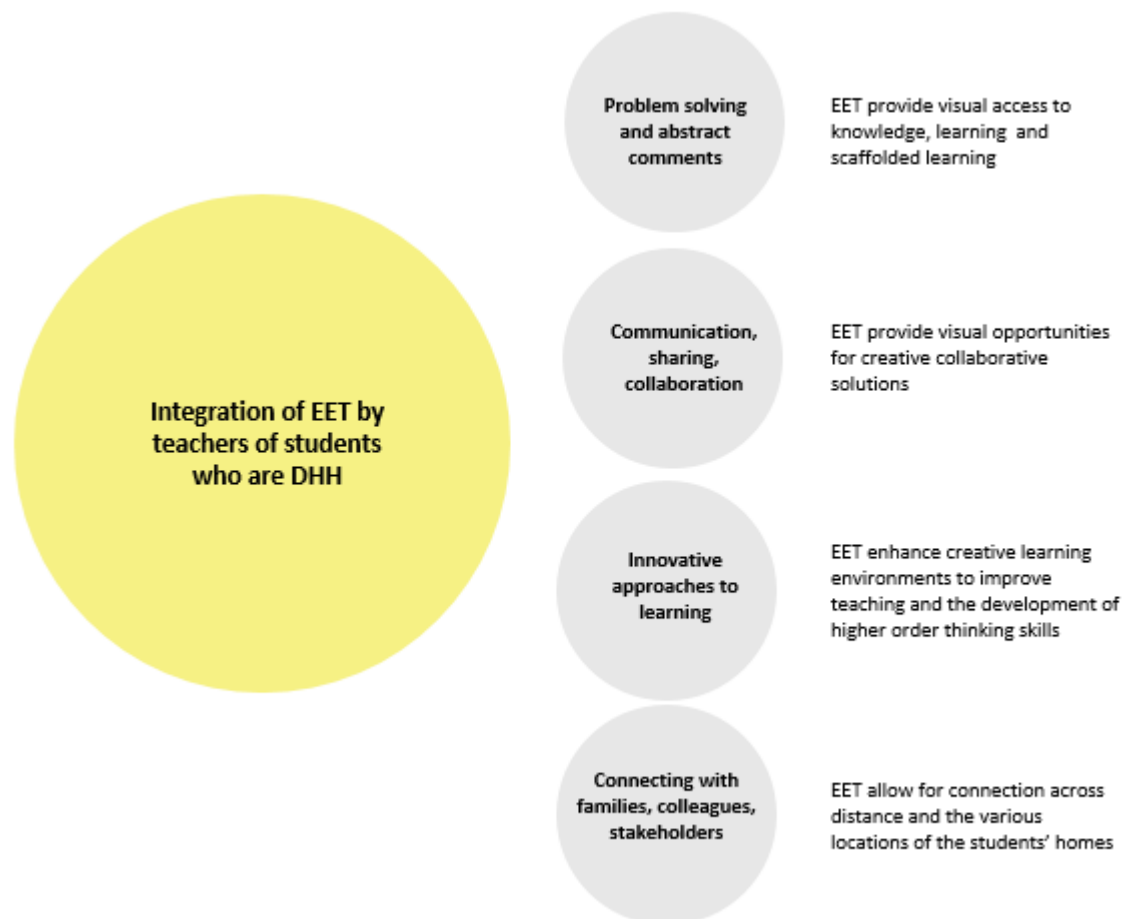 Integration of EET by
teachers of students
who are DHH
Problem solving
and abstract
comments
EET provide visual access to
knowledge, learning and
scaffolded learning
Communication,
sharing,
collaboration
EET provide visual opportunities
for creative collaborative
solutions
Innovative
approaches to
learning
EET enhance creative learning
environments to improve
teaching and the development of
higher order thinking skills
Connecting with
families, colleagues,
stakeholders
EET allow for connection across
distance and the various
locations of the students' homes